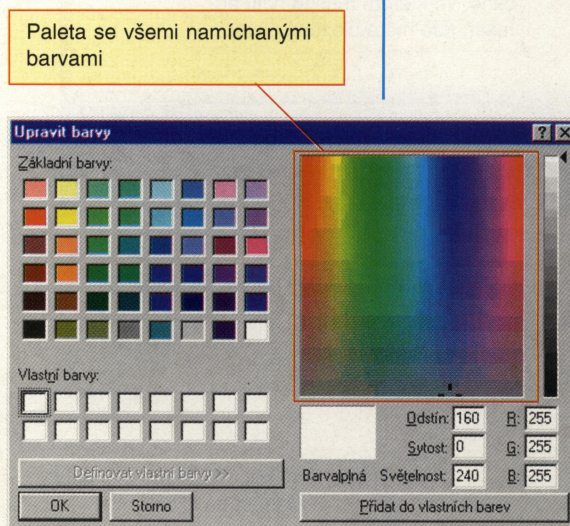 Paleta se všemi namíchanými
barvami
Upravit barvy
Základní barvy:
Vlastní barvy:
Definovat vlastní barvy >>
OK
Storno
Barva|plná
Odstín: 160
Sytost: 0
Světelnost: 240
R: 255
G: 255
B: 255
Přidat do vlastních barev